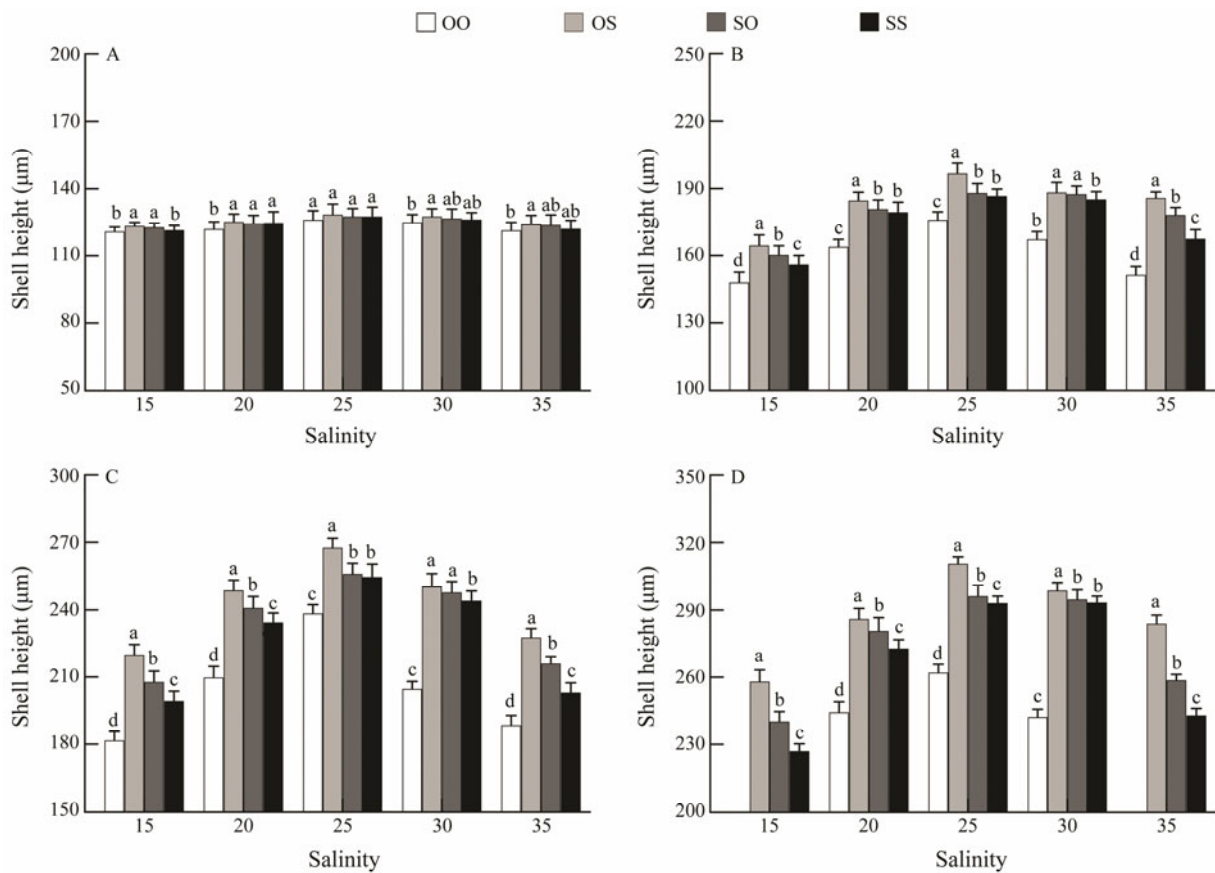 OO OS SO SS
A
Shell height (μm)
200
170
140
110
80
50
b a a b b a a a a a a a b a ab ab b a ab ab
15 20 25 30 35
Salinity
B
Shell height (μm)
250
220
190
160
130
100
d a b c c a b b c a b b b a a b d a b c
15 20 25 30 35
Salinity
C
Shell height (μm)
300
270
240
210
180
150
d a b c d a b c c a b b c a a b d a b c
15 20 25 30 35
Salinity
D
Shell height (μm)
350
320
290
260
230
200
a b c d a b c d a b c c a b b a b c
15 20 25 30 35
Salinity